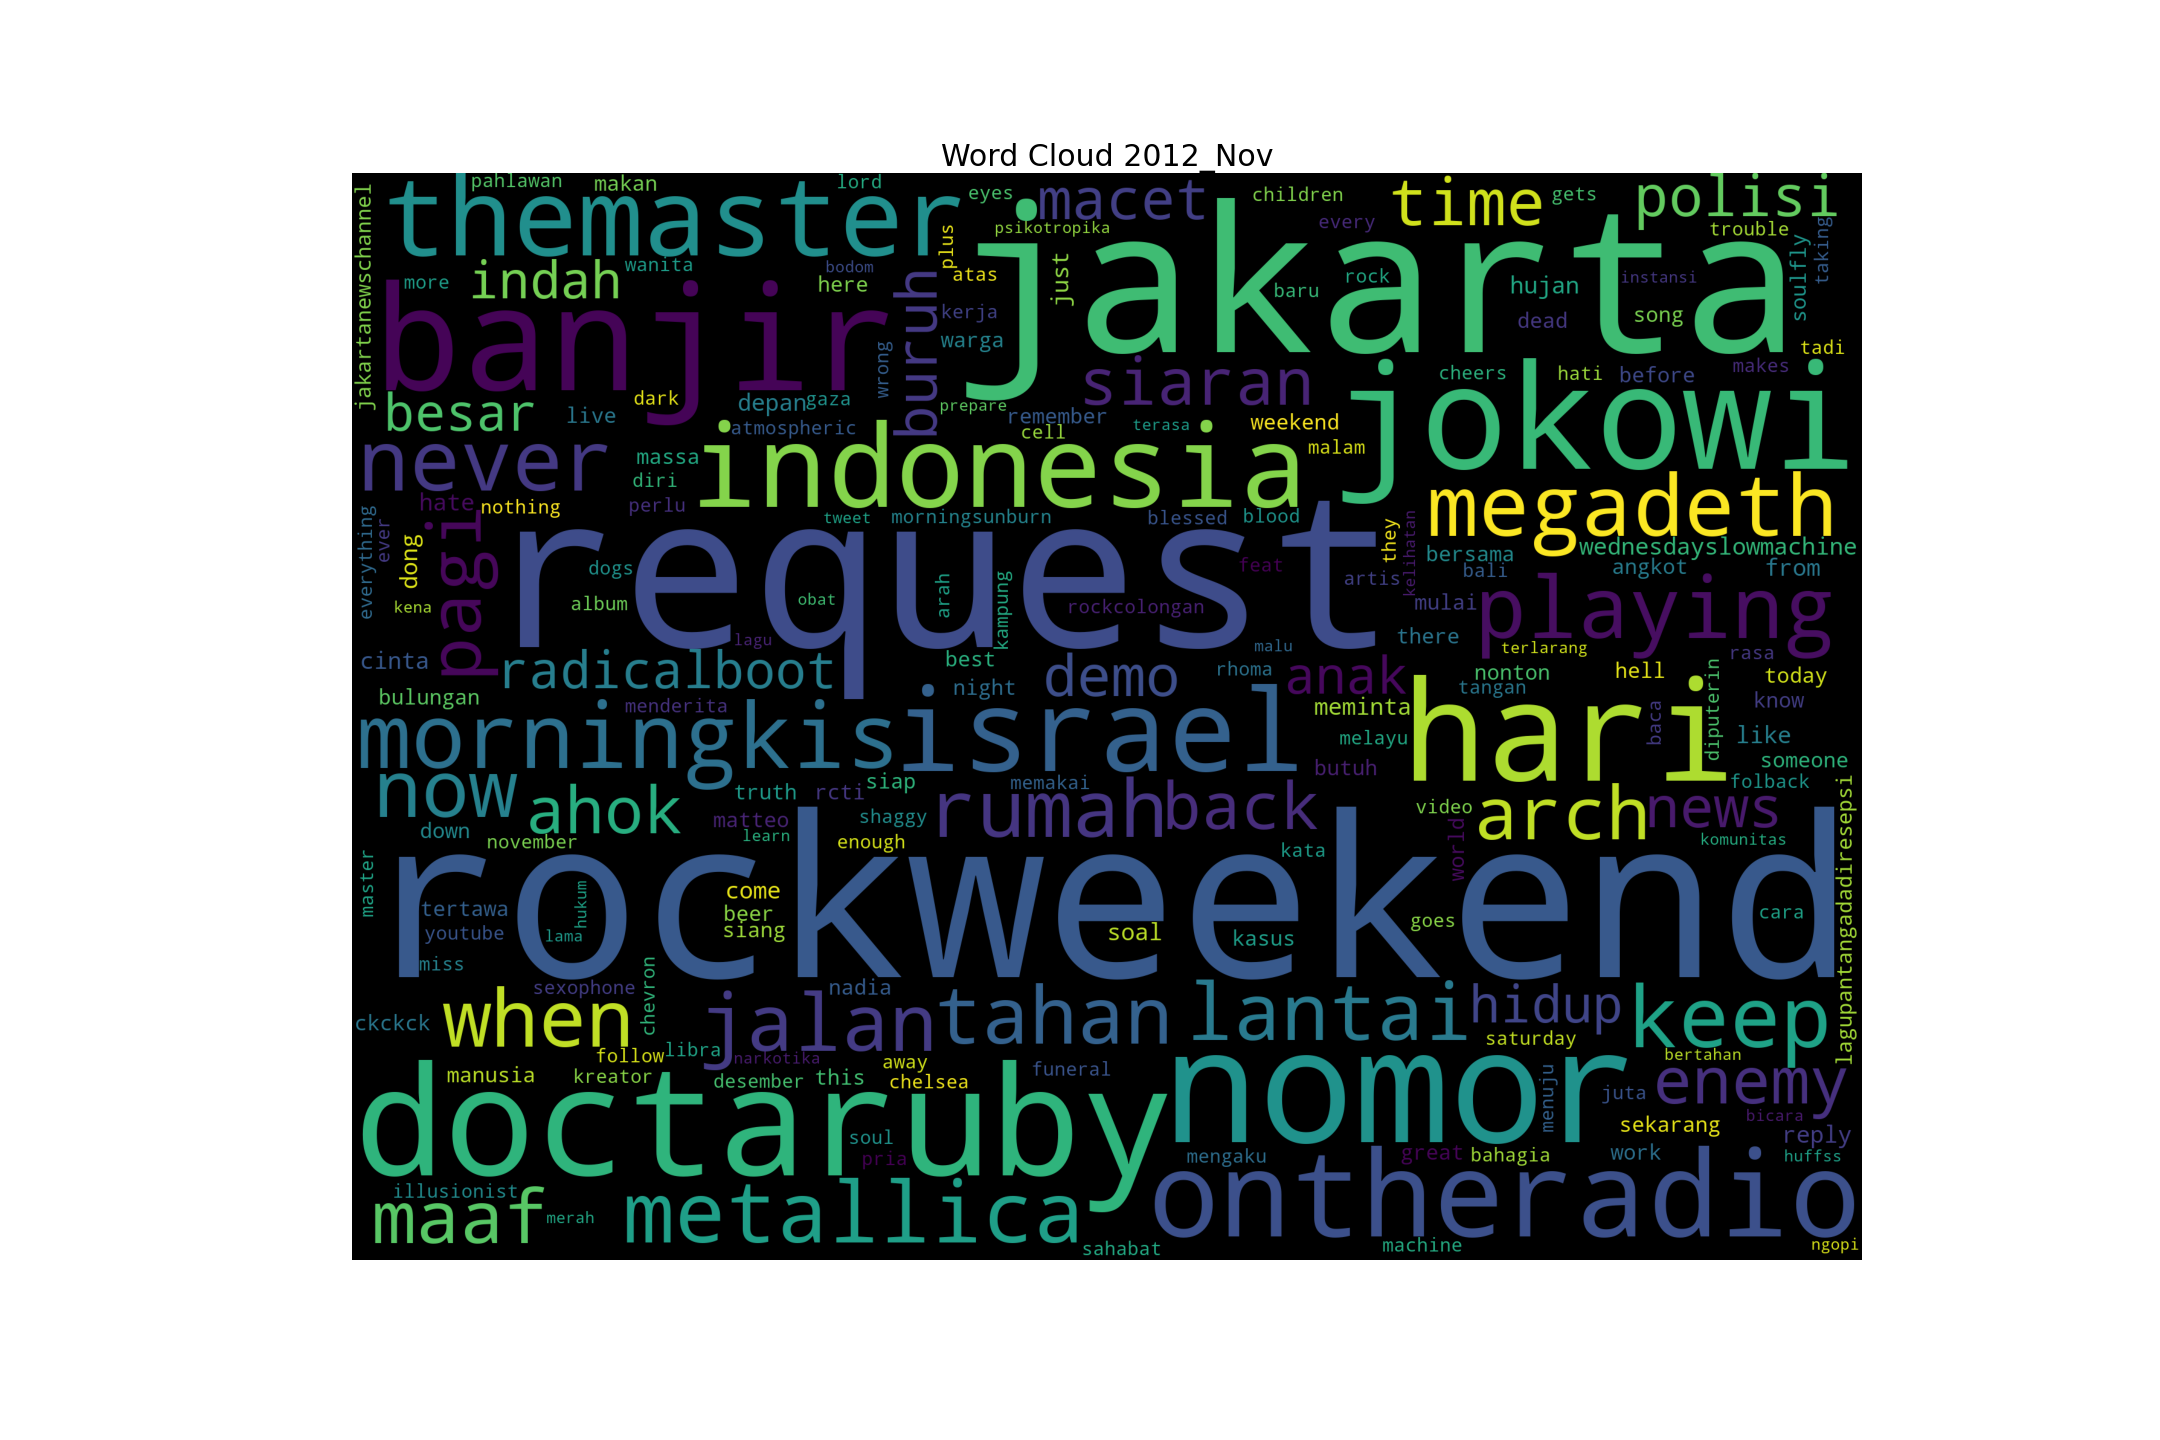 Word Cloud 2012_Nov
pahlawan makan lord eyes macet children time gets polisi
themaster psikotropika every trouble
jakartanewschannel plus just jakarta soulfly taking
indah wanita bodom atas rock hujan instansi
more here baru
banjir buruh kerja dead song
warga siaran tadi
wrong cheers hati before makes
besar live dark depan gaza prepare remember jokowi
atmospheric cell terasa weekend
never massa indonesia malam
diri megadeth
hate nothing perlu tweet morningsunburn blessed blood they
everything ever dong pagi request kelihatan bersama wednesdayslowmachine
dogs feat artis bali angkot from
kena album obat arah kampung rockcolongan mulai playing
lagu malu there terlarang rasa
cinta radicalboot best night demo rhoma anak nonton hell today
bulungan menderita tangan diputerin know
morningkis israel meminta hari baca
melayu like
now ahok truth rcti siap memakai butuh someone
folback
matteo shaggy rumah back video arch news lagupantangadadiresepsi
down november learn enough kata world komunitas
master rockweekend
tertawa hukum come
beer cara
youtube lama siang soal kasus goes
miss sexophone nadia
ckckck when chevron jalan tahan lantai hidup keep
follow libra narkotika away saturday bertahan
manusia kreator desember this chelsea funeral nomor menuju juta enemy
doctaruby bicara
soul sekarang reply
pria mengaku great bahagia work huffss
illusionist
maaf merah metallica ontheradio
sahabat machine ngopi